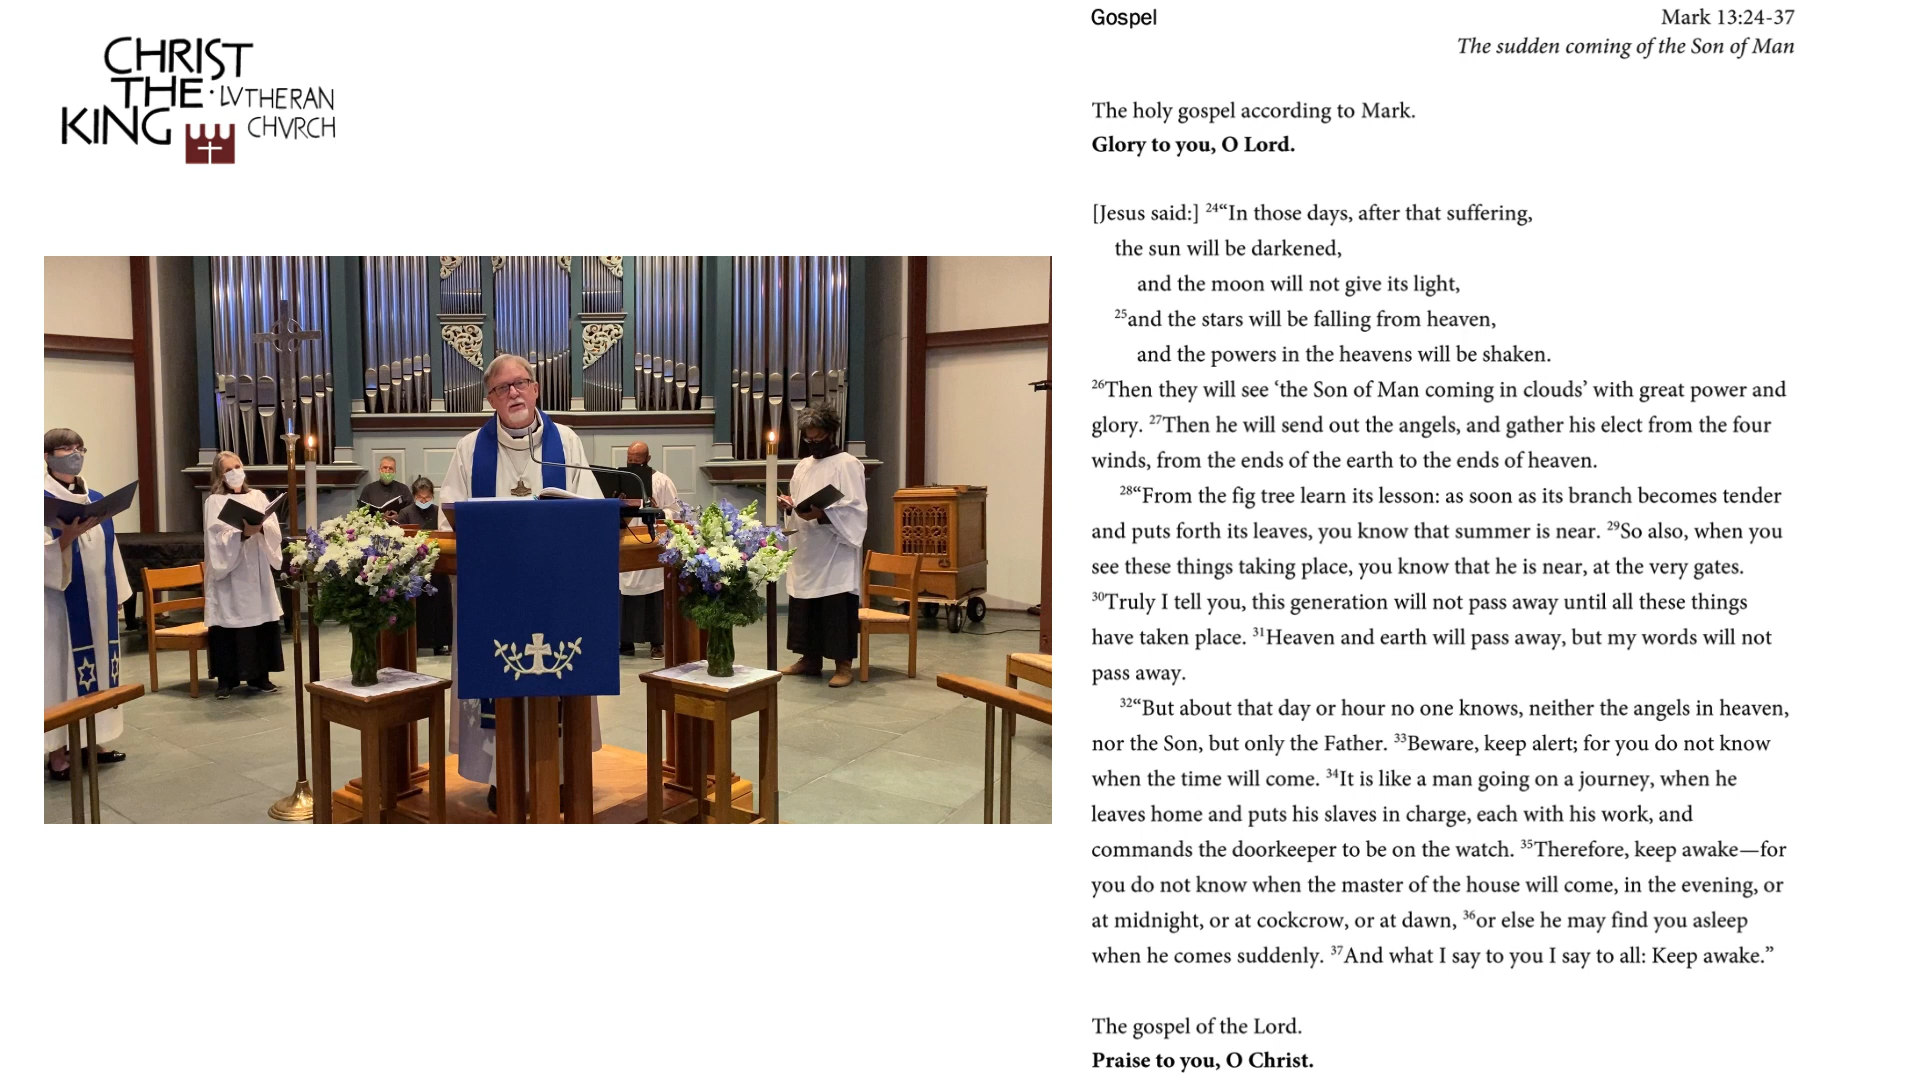 CHRIST
THE · LVTHERAN
KING CHVRCH
Gospel
Mark 13:24-37
The sudden coming of the Son of Man
The holy gospel according to Mark.
Glory to you, O Lord.
[Jesus said:] 24“In those days, after that suffering,
the sun will be darkened,
and the moon will not give its light,
25and the stars will be falling from heaven,
and the powers in the heavens will be shaken.
26Then they will see ‘the Son of Man coming in clouds’ with great power and
glory. 27Then he will send out the angels, and gather his elect from the four
winds, from the ends of the earth to the ends of heaven.
28“From the fig tree learn its lesson: as soon as its branch becomes tender
and puts forth its leaves, you know that summer is near. 29So also, when you
see these things taking place, you know that he is near, at the very gates.
30Truly I tell you, this generation will not pass away until all these things
have taken place. 31Heaven and earth will pass away, but my words will not
pass away.
32“But about that day or hour no one knows, neither the angels in heaven,
nor the Son, but only the Father. 33Beware, keep alert; for you do not know
when the time will come. 34It is like a man going on a journey, when he
leaves home and puts his slaves in charge, each with his work, and
commands the doorkeeper to be on the watch. 35Therefore, keep awake—for
you do not know when the master of the house will come, in the evening, or
at midnight, or at cockcrow, or at dawn, 36or else he may find you asleep
when he comes suddenly. 37And what I say to you I say to all: Keep awake.”
The gospel of the Lord.
Praise to you, O Christ.